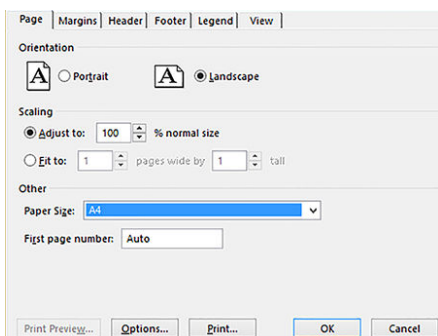 Page Margins Header Footer Legend View
Orientation
A Portrait A Landscape
Scaling
Adjust to: 100 % normal size
Fit to: 1 pages wide by 1 tall
Other
Paper Size: A4
First page number: Auto
Print Preview... Options... Print... OK Cancel